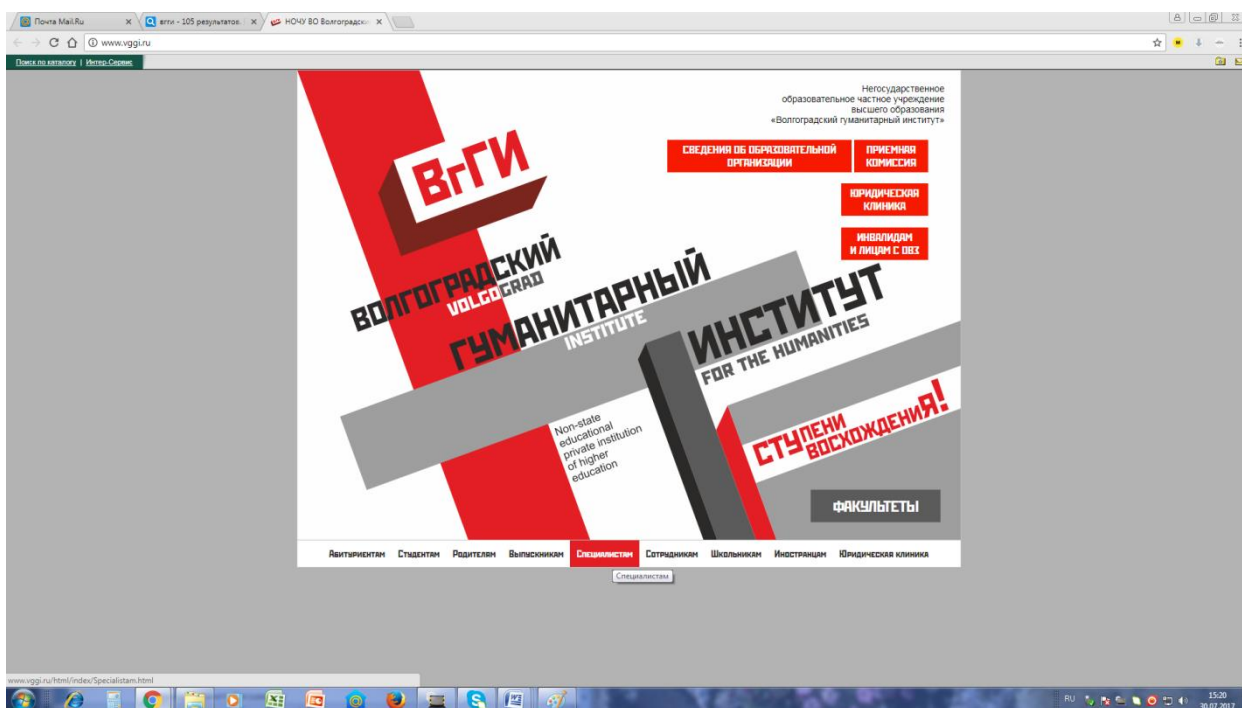 Почта Mail.Ru
вгги - 105 результатов.
НОЧУ ВО Волгоградски
www.vggi.ru
Поиск по каталогу | Интер-Сервис
Негосударственное
образовательное частное учреждение
высшего образования
«Волгоградский гуманитарный институт»
СВЕДЕНИЯ ОБ ОБРАЗОВАТЕЛЬНОЙ
ОРГАНИЗАЦИИ
ПРИЕМНАЯ
КОМИССИЯ
ЮРИДИЧЕСКАЯ
КЛИНИКА
ИНВАЛИДАМ
И ЛИЦАМ С ОВЗ
ВгГИ
ВОЛГОГРАДСКИЙ
VOLGOGRAD
ГУМАНИТАРНЫЙ
INSTITUTE
ИНСТИТУТ
FOR THE HUMANITIES
Non-state
educational
private institution
of higher
education
СТУПЕНИ
ВОСХОЖДЕНИЯ!
ФАКУЛЬТЕТЫ
Абитуриентам Студентам Родителям Выпускникам Специалистам Сотрудникам Школьникам Иностранцам Юридическая клиника
Специалистам
www.vggi.ru/html/index/Specialistam.html
RU
15:20
30.07.2017